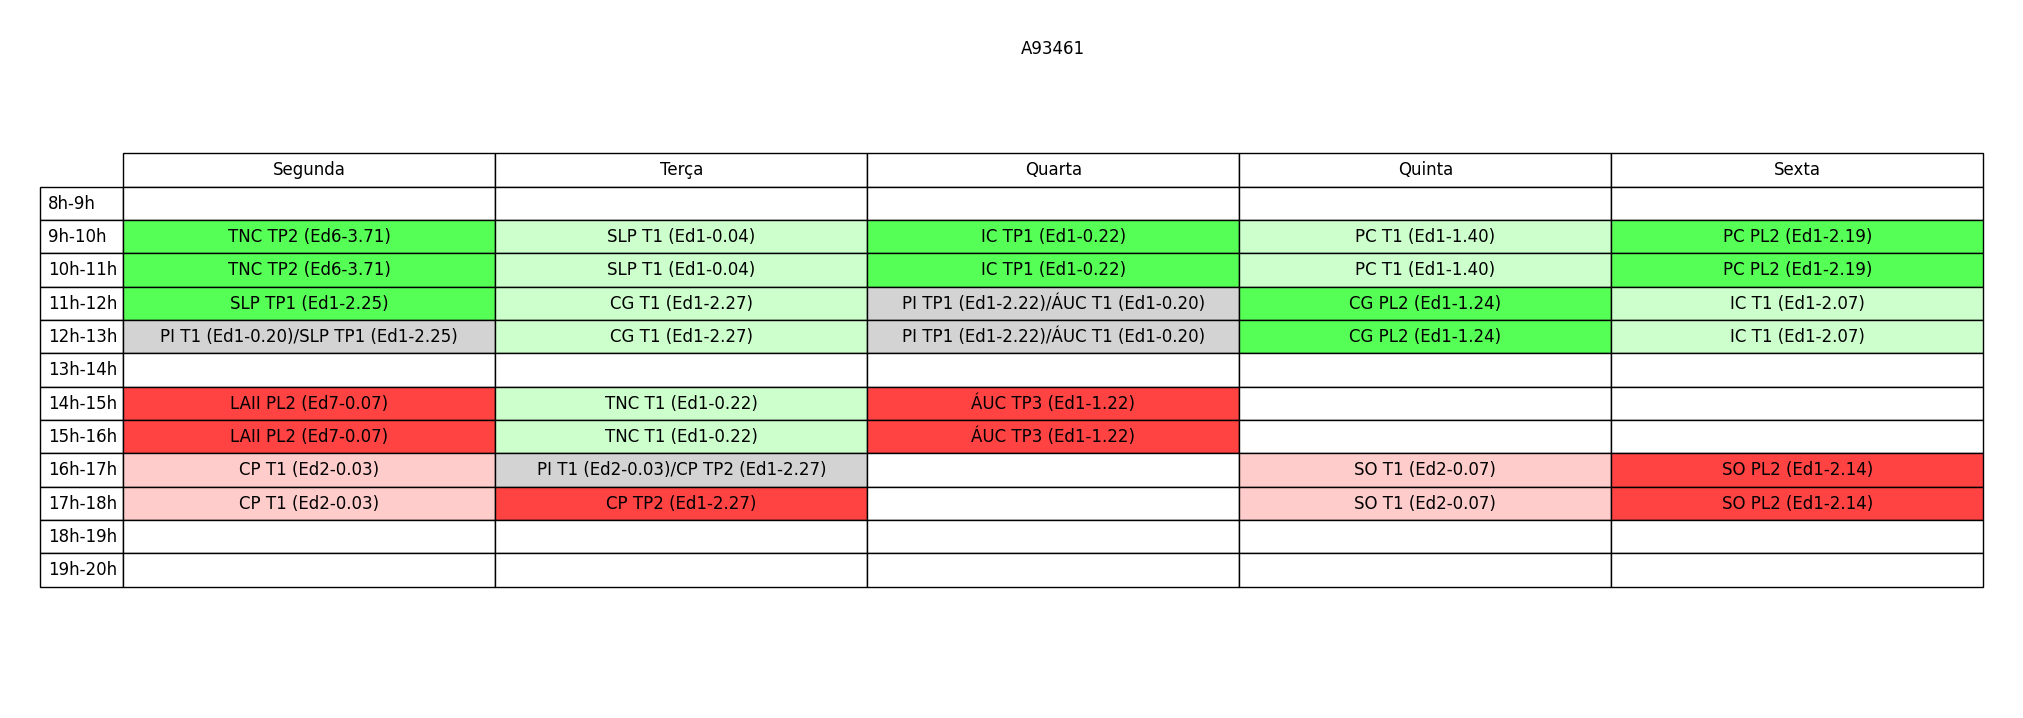 A93461
Segunda Terça Quarta Quinta Sexta
8h-9h
9h-10h TNC TP2 (Ed6-3.71) SLP T1 (Ed1-0.04) IC TP1 (Ed1-0.22) PC T1 (Ed1-1.40) PC PL2 (Ed1-2.19)
10h-11h TNC TP2 (Ed6-3.71) SLP T1 (Ed1-0.04) IC TP1 (Ed1-0.22) PC T1 (Ed1-1.40) PC PL2 (Ed1-2.19)
11h-12h SLP TP1 (Ed1-2.25) CG T1 (Ed1-2.27) PI TP1 (Ed1-2.22)/ÁUC T1 (Ed1-0.20) CG PL2 (Ed1-1.24) IC T1 (Ed1-2.07)
12h-13h PI T1 (Ed1-0.20)/SLP TP1 (Ed1-2.25) CG T1 (Ed1-2.27) PI TP1 (Ed1-2.22)/ÁUC T1 (Ed1-0.20) CG PL2 (Ed1-1.24) IC T1 (Ed1-2.07)
13h-14h
14h-15h LAII PL2 (Ed7-0.07) TNC T1 (Ed1-0.22) ÁUC TP3 (Ed1-1.22)
15h-16h LAII PL2 (Ed7-0.07) TNC T1 (Ed1-0.22) ÁUC TP3 (Ed1-1.22)
16h-17h CP T1 (Ed2-0.03) PI T1 (Ed2-0.03)/CP TP2 (Ed1-2.27) SO T1 (Ed2-0.07) SO PL2 (Ed1-2.14)
17h-18h CP T1 (Ed2-0.03) CP TP2 (Ed1-2.27) SO T1 (Ed2-0.07) SO PL2 (Ed1-2.14)
18h-19h
19h-20h